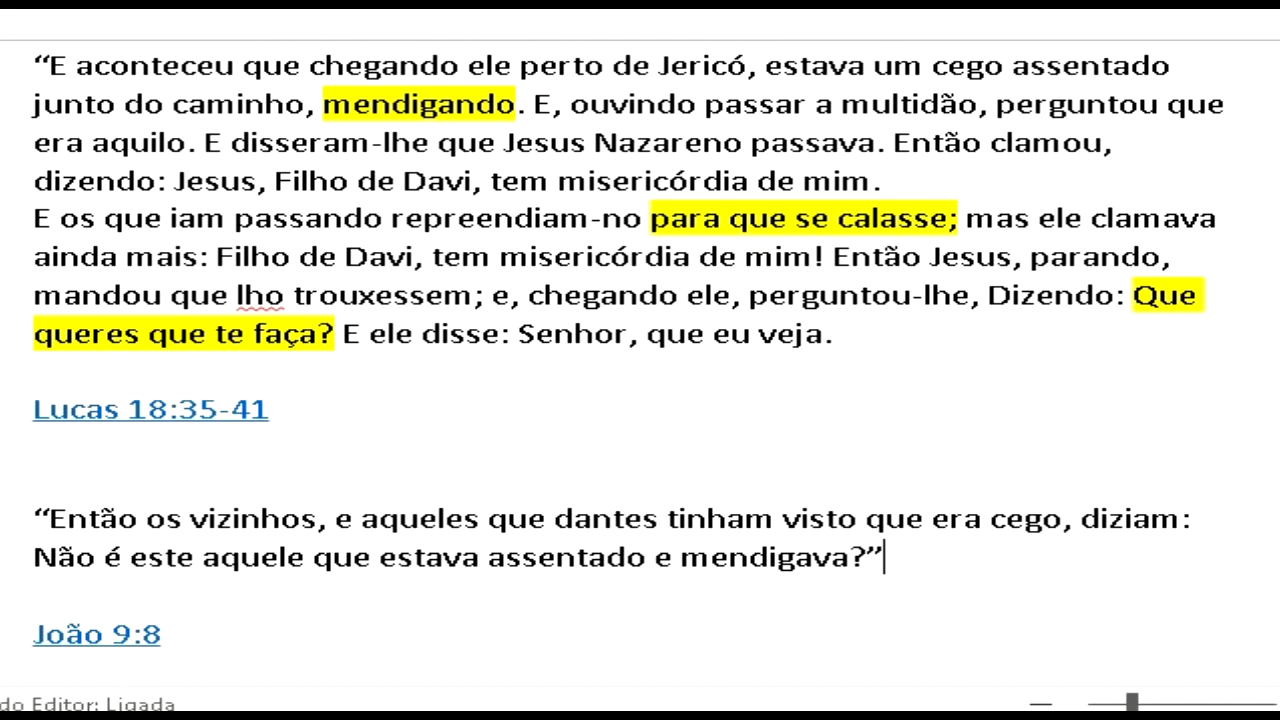 “E aconteceu que chegando ele perto de Jericó, estava um cego assentado
junto do caminho, mendigando. E, ouvindo passar a multidão, perguntou que
era aquilo. E disseram-lhe que Jesus Nazareno passava. Então clamou,
dizendo: Jesus, Filho de Davi, tem misericórdia de mim.
E os que iam passando repreendiam-no para que se calasse; mas ele clamava
ainda mais: Filho de Davi, tem misericórdia de mim! Então Jesus, parando,
mandou que lho trouxessem; e, chegando ele, perguntou-lhe, Dizendo: Que
queres que te faça? E ele disse: Senhor, que eu veja.
Lucas 18:35-41
“Então os vizinhos, e aqueles que dantes tinham visto que era cego, diziam:
Não é este aquele que estava assentado e mendigava?”
João 9:8
do Editor: Ligada